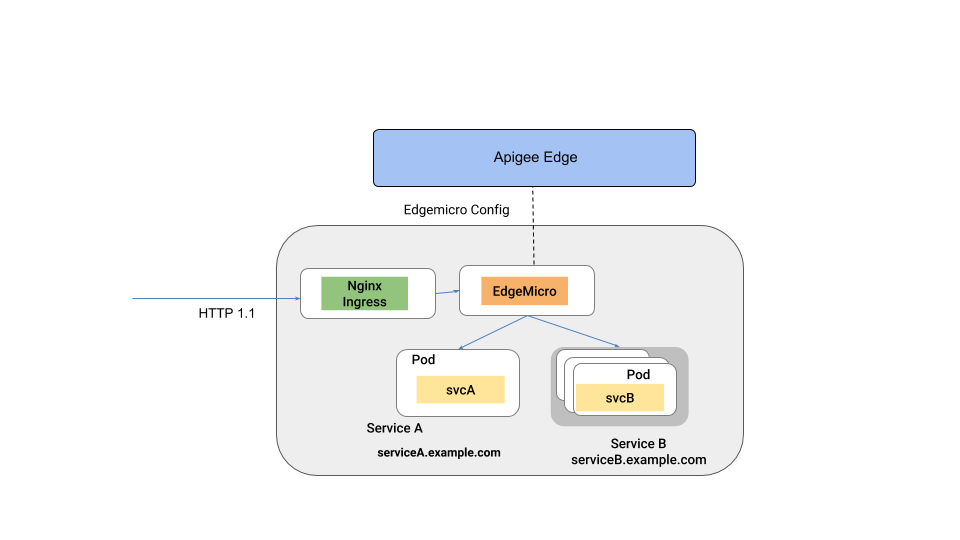 Apigee Edge
Edgemicro Config
Nginx
Ingress
EdgeMicro
HTTP 1.1
Pod
svcA
Pod
svcB
Service A
serviceA.example.com
Service B
serviceB.example.com